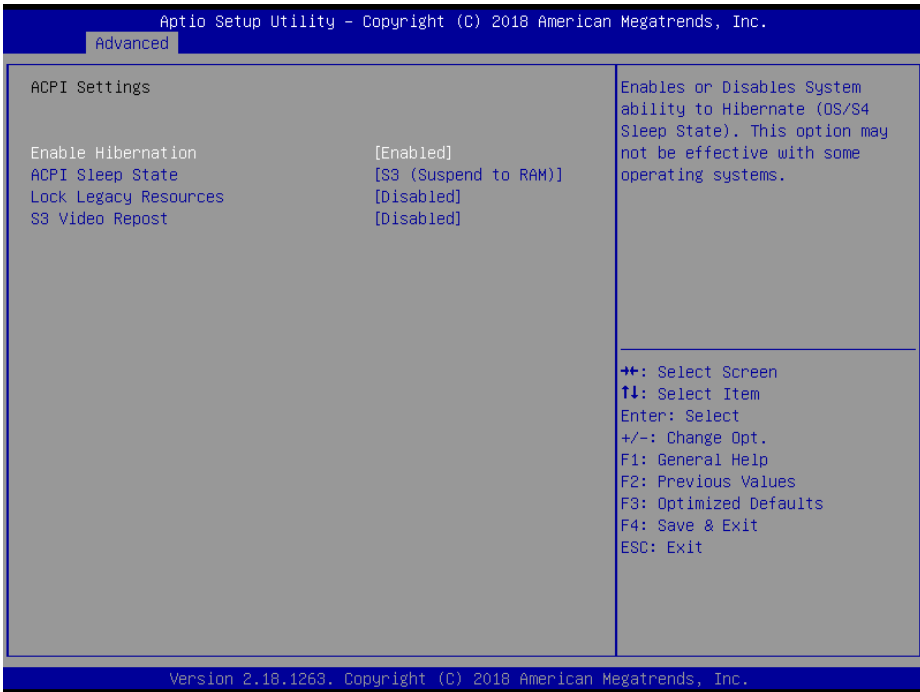 Aptio Setup Utility – Copyright (C) 2018 American Megatrends, Inc.
Advanced
ACPI Settings
Enable Hibernation [Enabled]
ACPI Sleep State [S3 (Suspend to RAM)]
Lock Legacy Resources [Disabled]
S3 Video Repost [Disabled]
Enables or Disables System
ability to Hibernate (OS/S4
Sleep State). This option may
not be effective with some
operating systems.
→←: Select Screen
↑↓: Select Item
Enter: Select
+/-: Change Opt.
F1: General Help
F2: Previous Values
F3: Optimized Defaults
F4: Save & Exit
ESC: Exit
Version 2.18.1263. Copyright (C) 2018 American Megatrends, Inc.